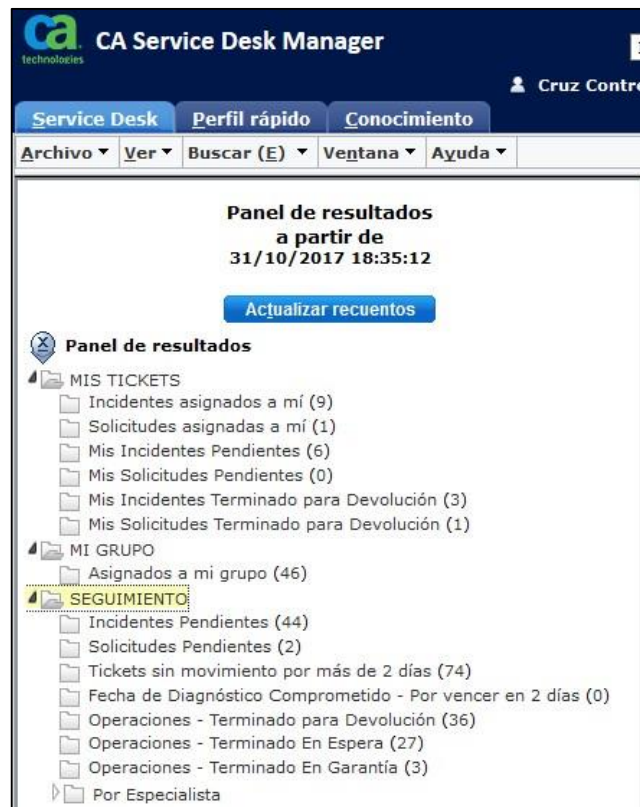 ca
technologies
CA Service Desk Manager
Cruz Contre
Service Desk Perfil rápido Conocimiento
Archivo Ver Buscar (E) Ventana Ayuda
Panel de resultados
a partir de
31/10/2017 18:35:12
Actualizar recuentos
Panel de resultados
MIS TICKETS
Incidentes asignados a mí (9)
Solicitudes asignadas a mí (1)
Mis Incidentes Pendientes (6)
Mis Solicitudes Pendientes (0)
Mis Incidentes Terminado para Devolución (3)
Mis Solicitudes Terminado para Devolución (1)
MI GRUPO
Asignados a mi grupo (46)
SEGUIMIENTO
Incidentes Pendientes (44)
Solicitudes Pendientes (2)
Tickets sin movimiento por más de 2 días (74)
Fecha de Diagnóstico Comprometido - Por vencer en 2 días (0)
Operaciones - Terminado para Devolución (36)
Operaciones - Terminado En Espera (27)
Operaciones - Terminado En Garantía (3)
Por Especialista